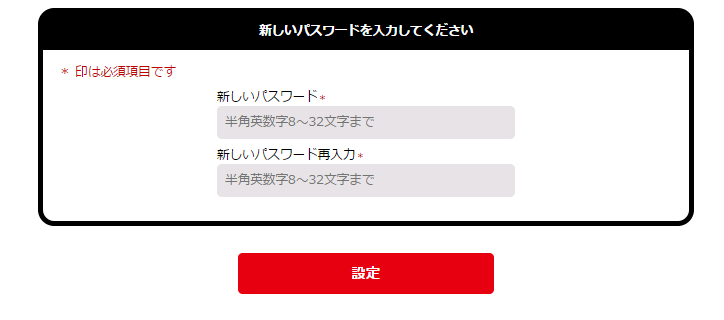 新しいパスワードを入力してください
* 印は必須項目です
新しいパスワード*
半角英数字8～32文字まで
新しいパスワード再入力*
半角英数字8～32文字まで
設定